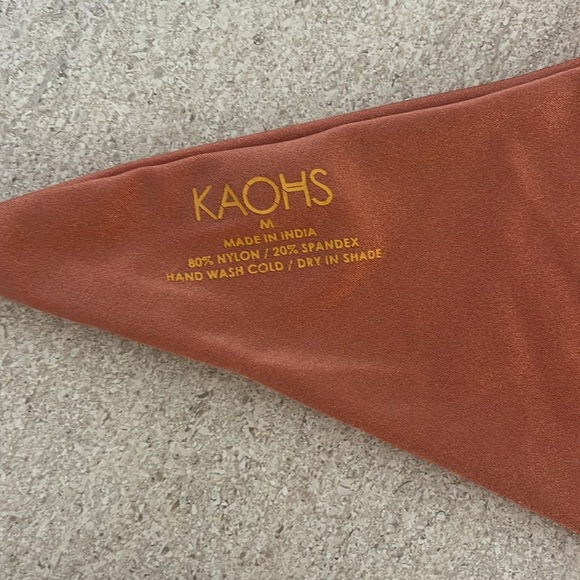 KAOHS
M
MADE IN INDIA
80% NYLON / 20% SPANDEX
HAND WASH COLD / DRY IN SHADE